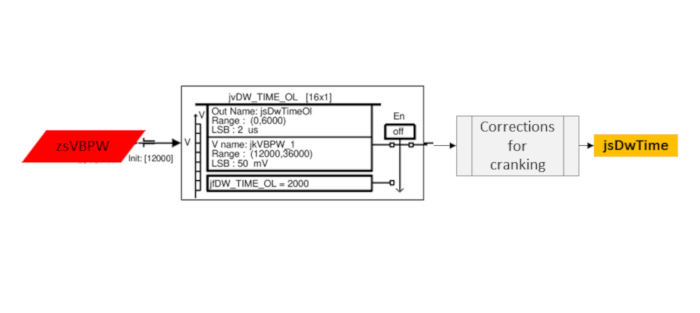 jvDW_TIME_OL [16x1]
Out Name: jsDwTimeOl
Range : (0,6000)
LSB : 2 us
V name: jkVBPW_1
Range : (12000,36000)
LSB : 50 mV
jfDW_TIME_OL = 2000
V
V
En
off
zsVBPW
Init: [12000]
Corrections
for
cranking
jsDwTime